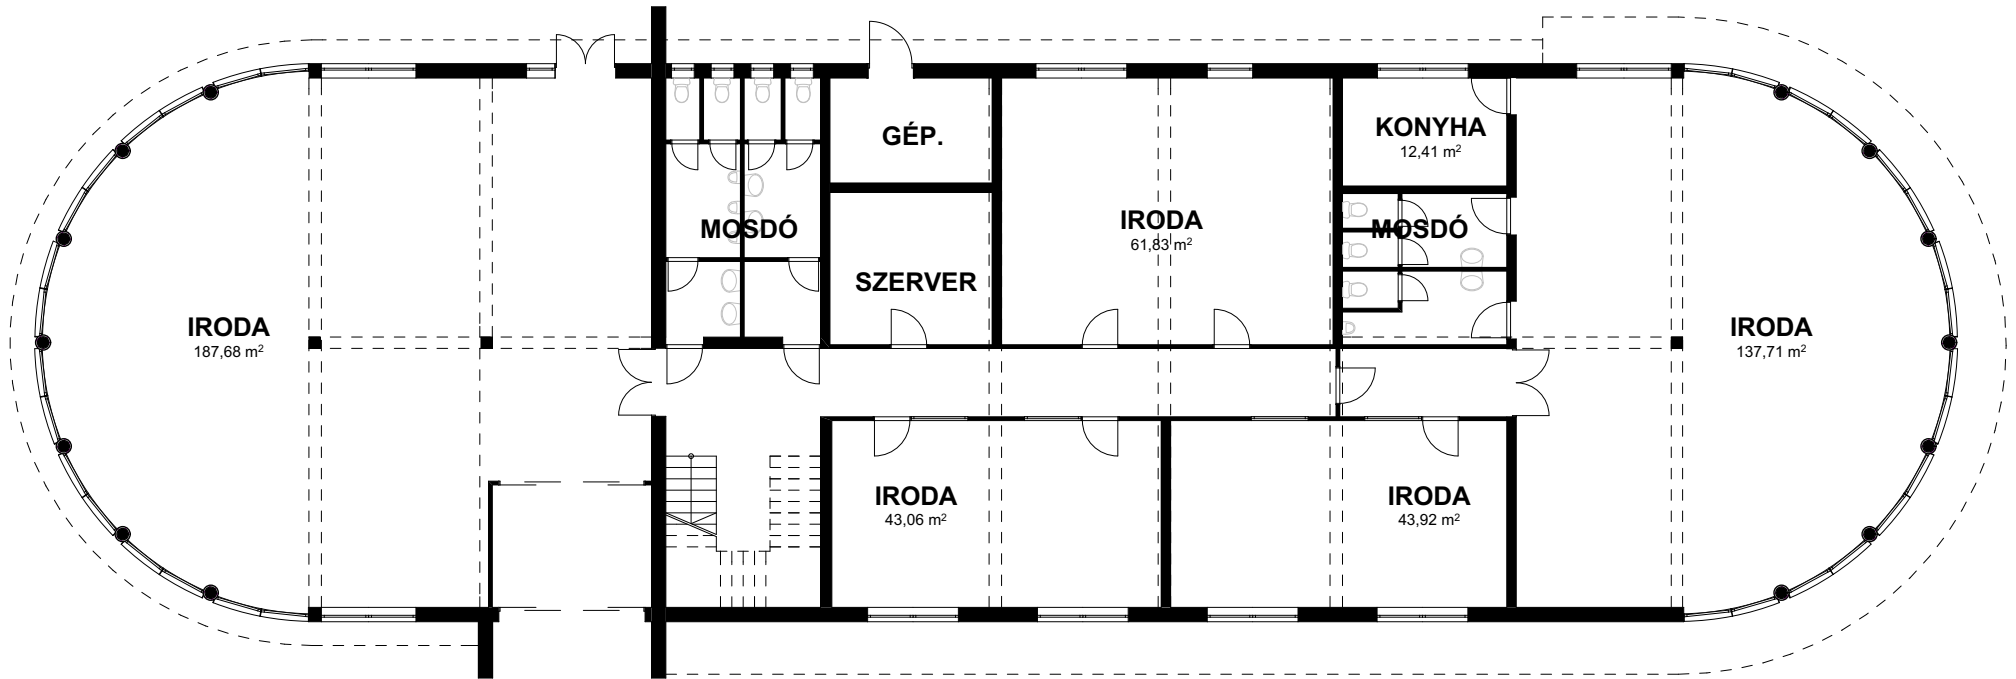 GÉP.
KONYHA
12,41 m²
IRODA
61,83 m²
MOSDÓ
MOSDÓ
SZERVER
IRODA
187,68 m²
IRODA
137,71 m²
IRODA
43,06 m²
IRODA
43,92 m²